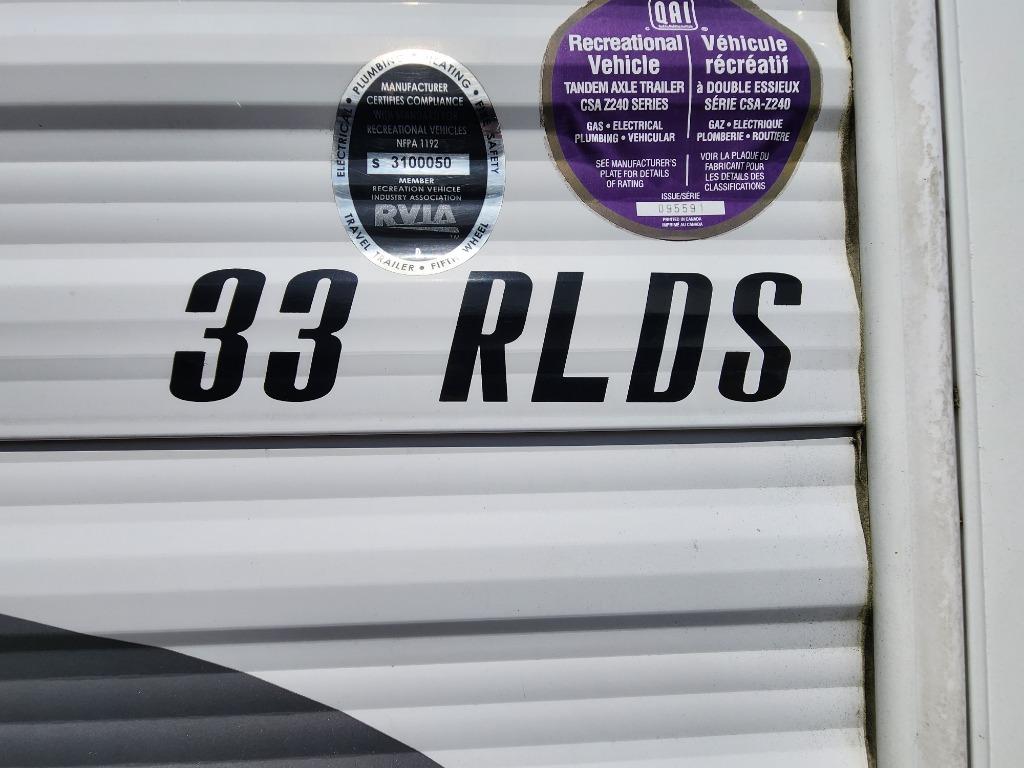 ELECTRICAL • PLUMBING • HEATING • FIRE SAFETY
MANUFACTURER
CERTIFIES COMPLIANCE
RECREATIONAL VEHICLES
NFPA 1192
S 3100050
MEMBER
RECREATION VEHICLE
INDUSTRY ASSOCIATION
RVIA
TM
TRAVEL TRAILER • FIFTH WHEEL
QAI
Recreational
Vehicle
TANDEM AXLE TRAILER
CSA Z240 SERIES
GAS • ELECTRICAL
PLUMBING • VEHICULAR
SEE MANUFACTURER'S
PLATE FOR DETAILS
OF RATING
Véhicule
récréatif
à DOUBLE ESSIEUX
SÉRIE CSA-Z240
GAZ • ELECTRIQUE
PLOMBERIE • ROUTIERE
VOIR LA PLAQUE DU
FABRICANT POUR
LES DETAILS DES
CLASSIFICATIONS
ISSUE/SÉRIE
095591
PRINTED IN CANADA
IMPRIMÉ AU CANADA
33 RLDS